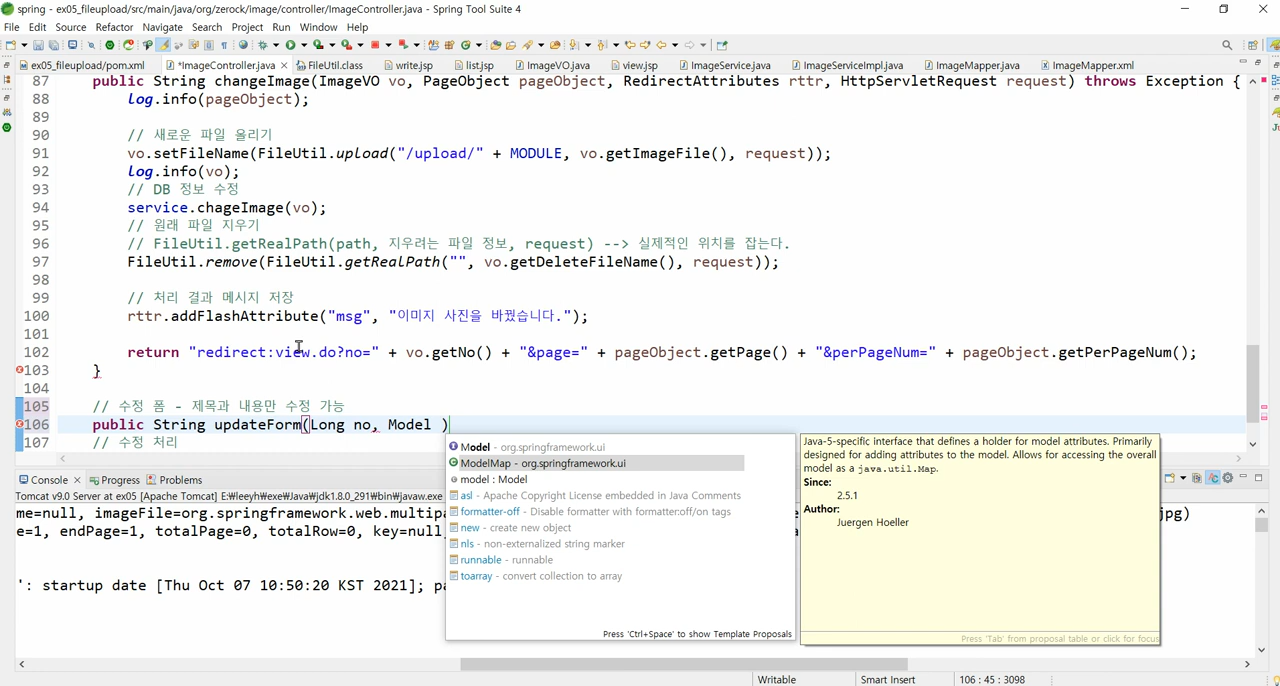 spring - ex05_fileupload/src/main/java/org/zerock/image/controller/ImageController.java - Spring Tool Suite 4
File Edit Source Refactor Navigate Search Project Run Window Help
ex05_fileupload/pom.xml *ImageController.java FileUtil.class write.jsp list.jsp ImageVO.java view.jsp ImageService.java ImageServiceImpl.java ImageMapper.java ImageMapper.xml
87 public String changeImage(ImageVO vo, PageObject pageObject, RedirectAttributes rttr, HttpServletRequest request) throws Exception {
88 log.info(pageObject);
89
90 // 새로운 파일 올리기
91 vo.setFileName(FileUtil.upload("/upload/" + MODULE, vo.getImageFile(), request));
92 log.info(vo);
93 // DB 정보 수정
94 service.chageImage(vo);
95 // 원래 파일 지우기
96 // FileUtil.getRealPath(path, 지우려는 파일 정보, request) --> 실제적인 위치를 잡는다.
97 FileUtil.remove(FileUtil.getRealPath("", vo.getDeleteFileName(), request));
98
99 // 처리 결과 메시지 저장
100 rttr.addFlashAttribute("msg", "이미지 사진을 바꿨습니다.");
101
102 return "redirect:view.do?no=" + vo.getNo() + "&page=" + pageObject.getPage() + "&perPageNum=" + pageObject.getPerPageNum();
103 }
104
105 // 수정 폼 - 제목과 내용만 수정 가능
106 public String updateForm(Long no, Model )
107 // 수정 처리
Model - org.springframework.ui
ModelMap - org.springframework.ui
model : Model
asl - Apache Copyright License embedded in Java Comments
formatter-off - Disable formatter with formatter:off/on tags
new - create new object
nls - non-externalized string marker
runnable - runnable
toarray - convert collection to array
Press 'Ctrl+Space' to show Template Proposals
Java-5-specific interface that defines a holder for model attributes. Primarily
designed for adding attributes to the model. Allows for accessing the overall
model as a java.util.Map.
Since:
2.5.1
Author:
Juergen Hoeller
Press 'Tab' from proposal table or click for focus
Console Progress Problems
Tomcat v9.0 Server at ex05 [Apache Tomcat] E:₩leeyh₩exe₩Java₩jdk1.8.0_291₩bin₩javaw.exe
me=null, imageFile=org.springframework.web.multipa jpg)
e=1, endPage=1, totalPage=0, totalRow=0, key=null,
': startup date [Thu Oct 07 10:50:20 KST 2021]; pa
Writable Smart Insert 106 : 45 : 3098